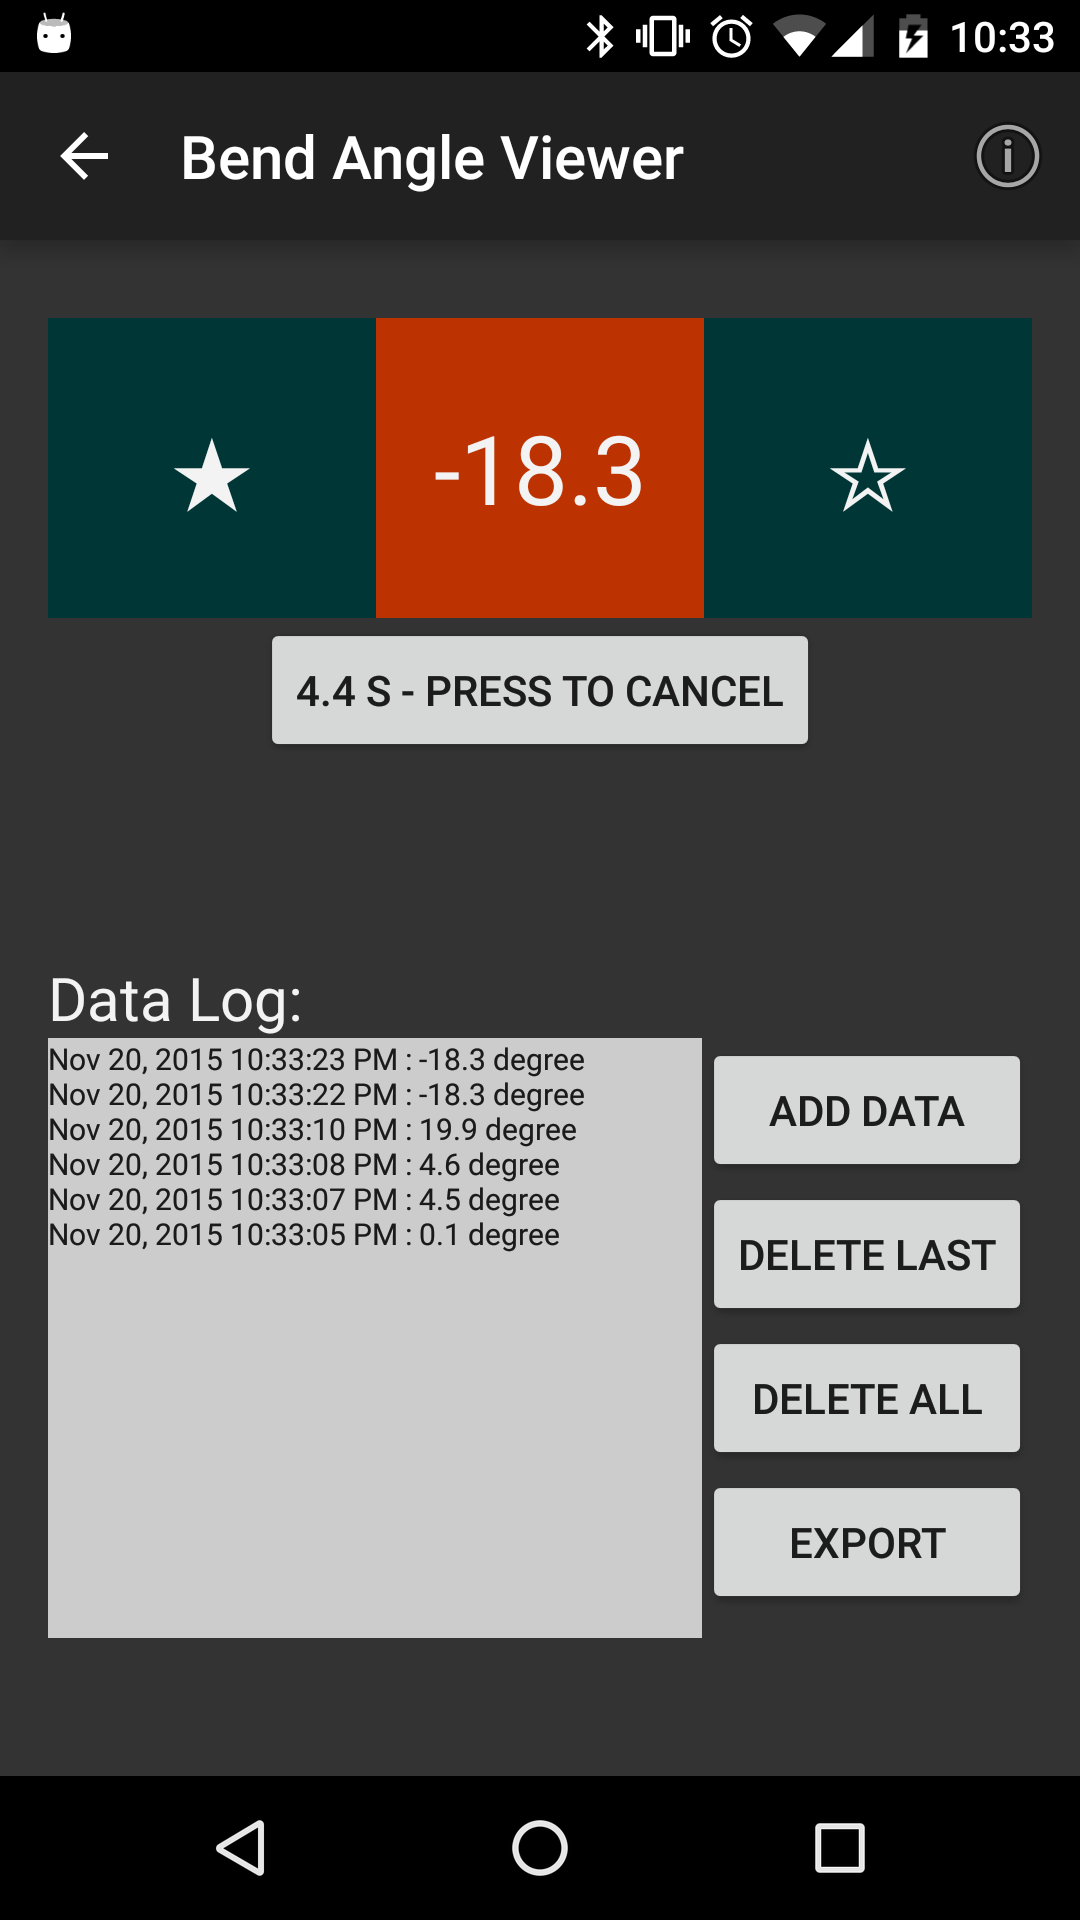 10:33
Bend Angle Viewer
-18.3
4.4 S - PRESS TO CANCEL
Data Log:
Nov 20, 2015 10:33:23 PM : -18.3 degree
Nov 20, 2015 10:33:22 PM : -18.3 degree
Nov 20, 2015 10:33:10 PM : 19.9 degree
Nov 20, 2015 10:33:08 PM : 4.6 degree
Nov 20, 2015 10:33:07 PM : 4.5 degree
Nov 20, 2015 10:33:05 PM : 0.1 degree
ADD DATA
DELETE LAST
DELETE ALL
EXPORT